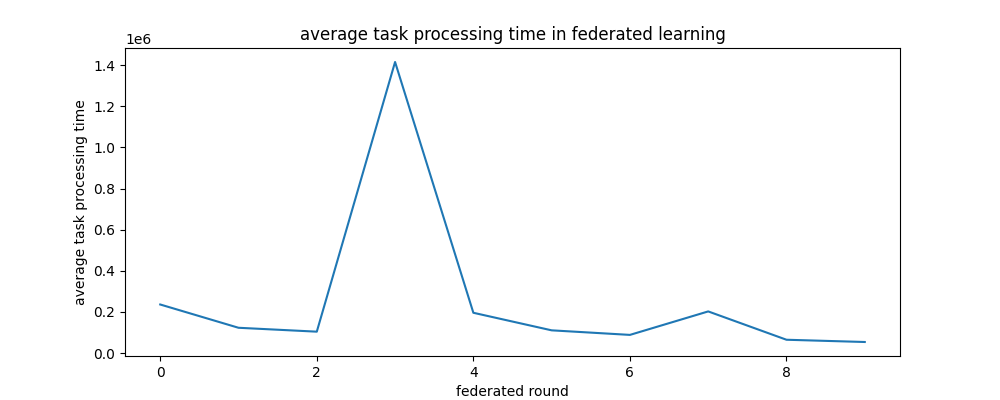 average task processing time in federated learning
1e6
1.4
1.2
1.0
0.8
0.6
0.4
0.2
0.0
average task processing time
0 2 4 6 8
federated round